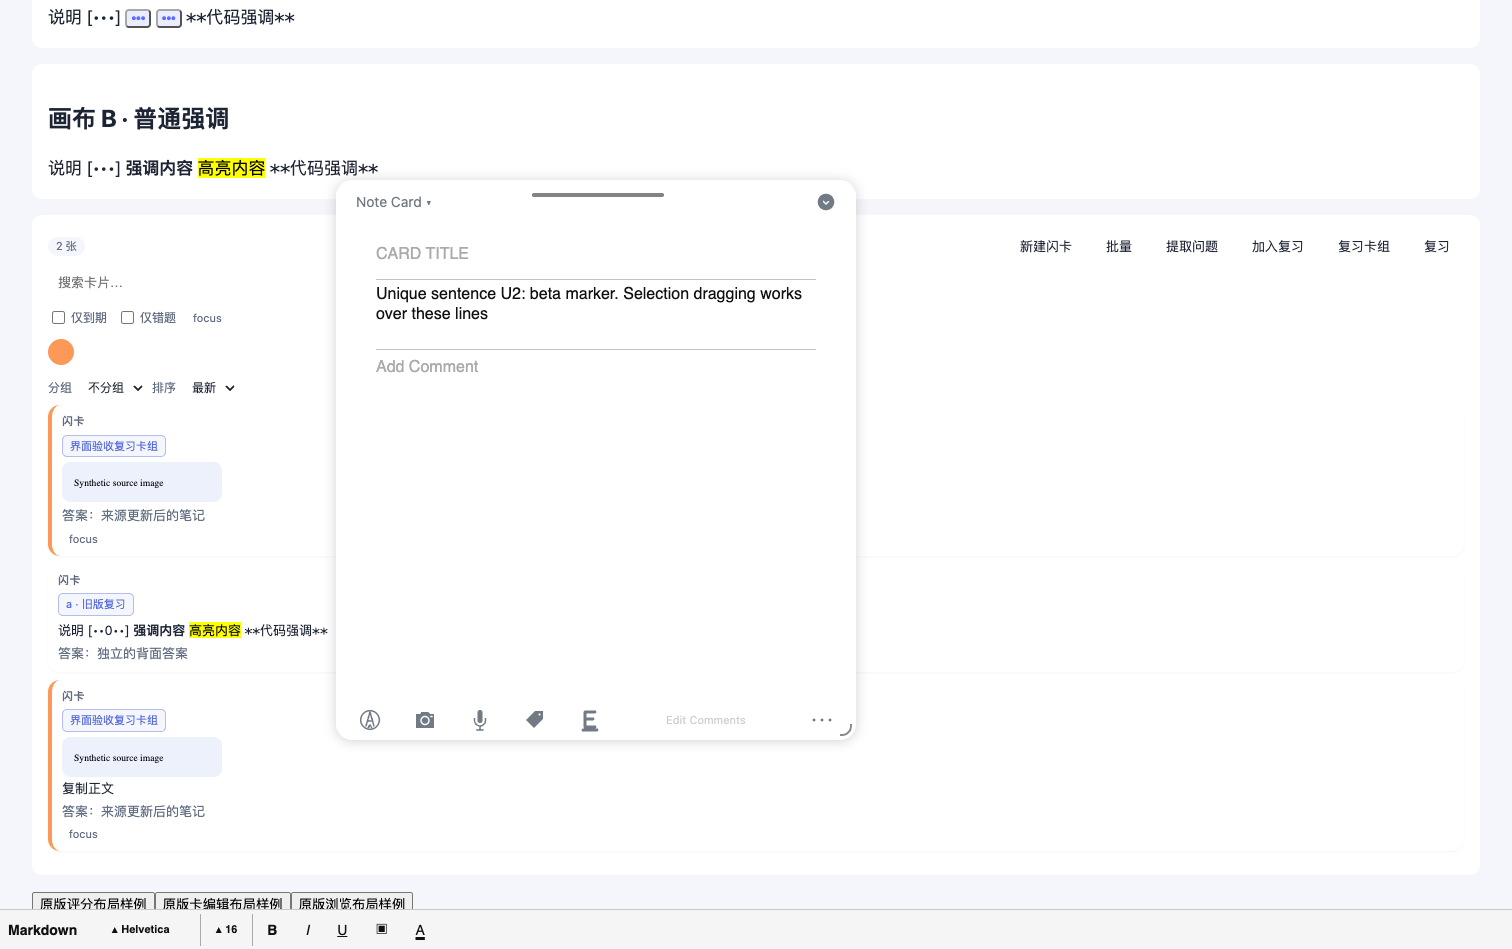 说明 [•••] ••• ••• **代码强调**
画布 B · 普通强调
说明 [•••] 强调内容 高亮内容 **代码强调**
2 张
新建闪卡 批量 提取问题 加入复习 复习卡组 复习
搜索卡片…
仅到期 仅错题 focus
分组 不分组 排序 最新
闪卡
界面验收复习卡组
Synthetic source image
答案：来源更新后的笔记
focus
闪卡
a · 旧版复习
说明 [••0••] 强调内容 高亮内容 **代码强调**
答案：独立的背面答案
闪卡
界面验收复习卡组
Synthetic source image
复制正文
答案：来源更新后的笔记
focus
Note Card ▾
CARD TITLE
Unique sentence U2: beta marker. Selection dragging works
over these lines
Add Comment
Edit Comments
原版评分布局样例 原版卡编辑布局样例 原版浏览布局样例
Markdown ▴ Helvetica ▴ 16 B I U ▣ A